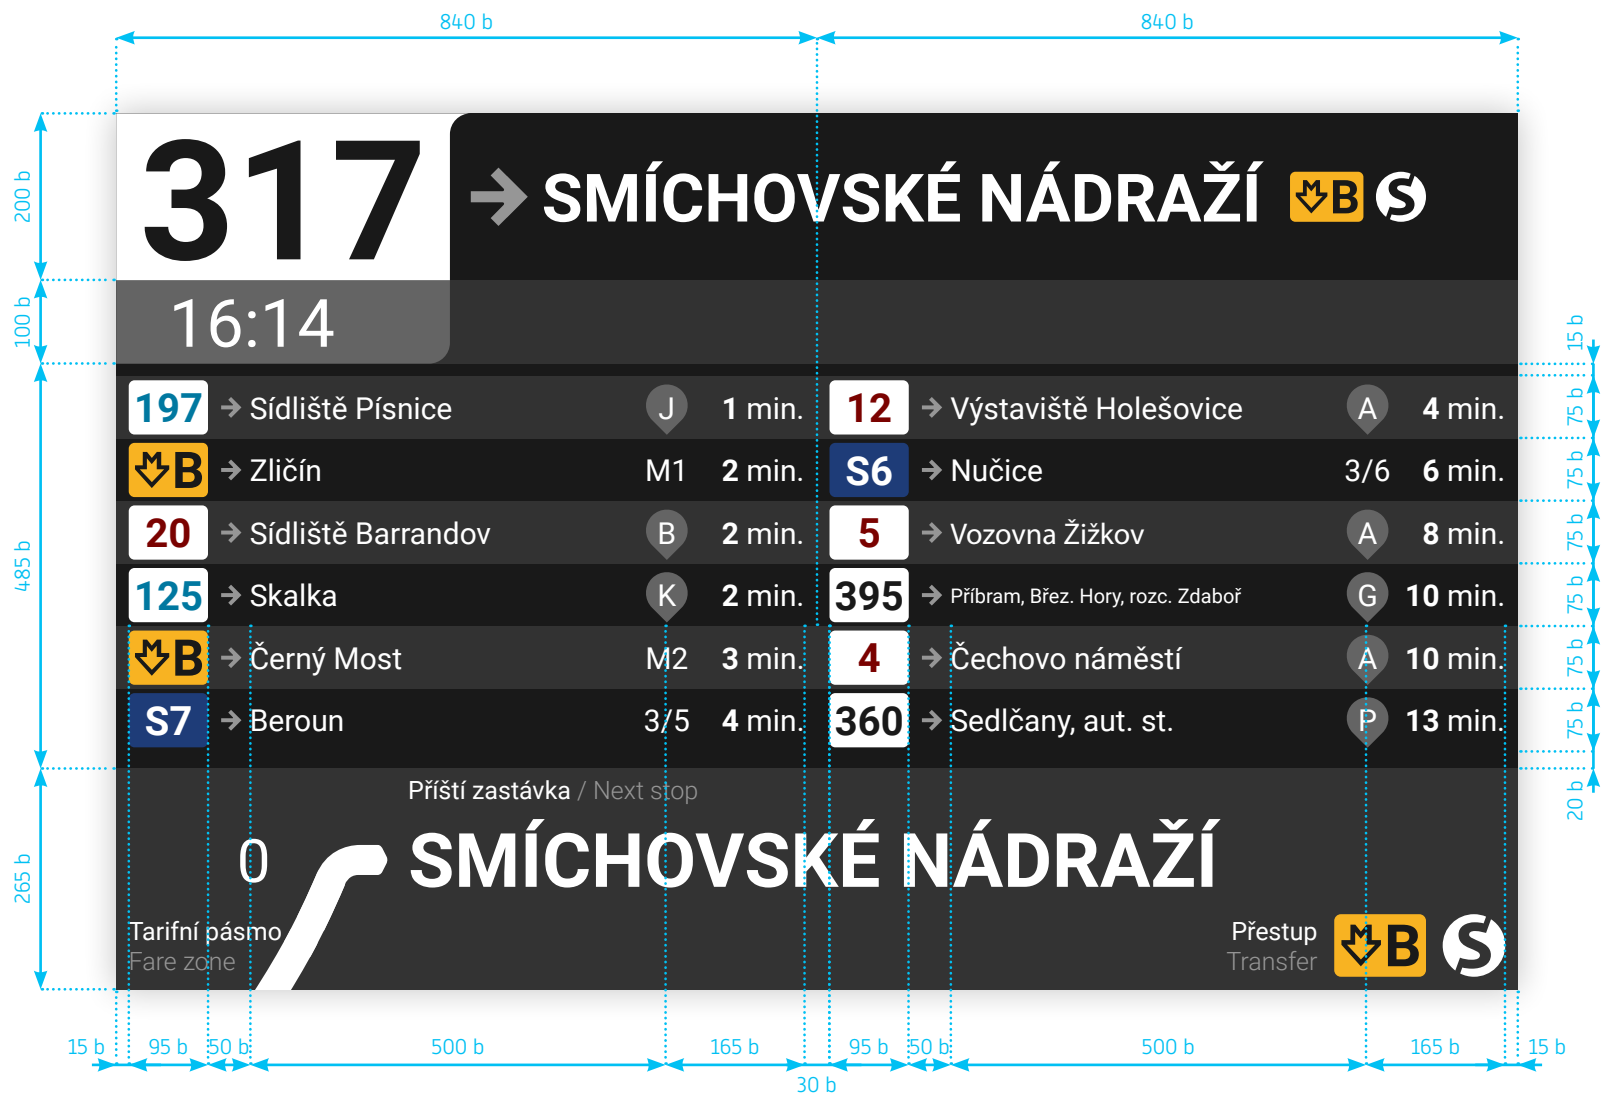 840 b 840 b
200 b
317 → SMÍCHOVSKÉ NÁDRAŽÍ B S
100 b
16:14
15 b
485 b
197 → Sídliště Písnice J 1 min. 12 → Výstaviště Holešovice A 4 min. 75 b
B → Zličín M1 2 min. S6 → Nučice 3/6 6 min. 75 b
20 → Sídliště Barrandov B 2 min. 5 → Vozovna Žižkov A 8 min. 75 b
125 → Skalka K 2 min. 395 → Příbram, Břez. Hory, rozc. Zdaboř G 10 min. 75 b
B → Černý Most M2 3 min. 4 → Čechovo náměstí A 10 min. 75 b
S7 → Beroun 3/5 4 min. 360 → Sedlčany, aut. st. P 13 min. 75 b
20 b
265 b
Příští zastávka / Next stop
0 SMÍCHOVSKÉ NÁDRAŽÍ
Tarifní pásmo
Fare zone
Přestup B S
Transfer
15 b 95 b 50 b 500 b 165 b 95 b 50 b 500 b 165 b 15 b
30 b